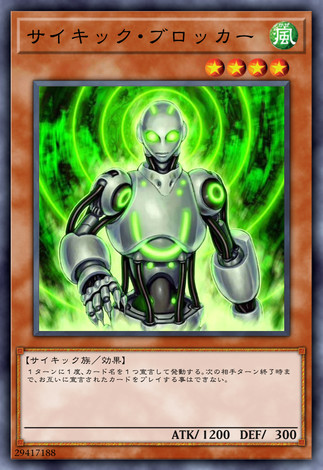 サイキック・ブロッカー
風
【サイキック族／効果】
１ターンに１度、カード名を１つ宣言して発動する。次の相手ターン終了時ま
で、お互いに宣言されたカードをプレイする事はできない。
ATK/ 1200 DEF/ 300
29417188